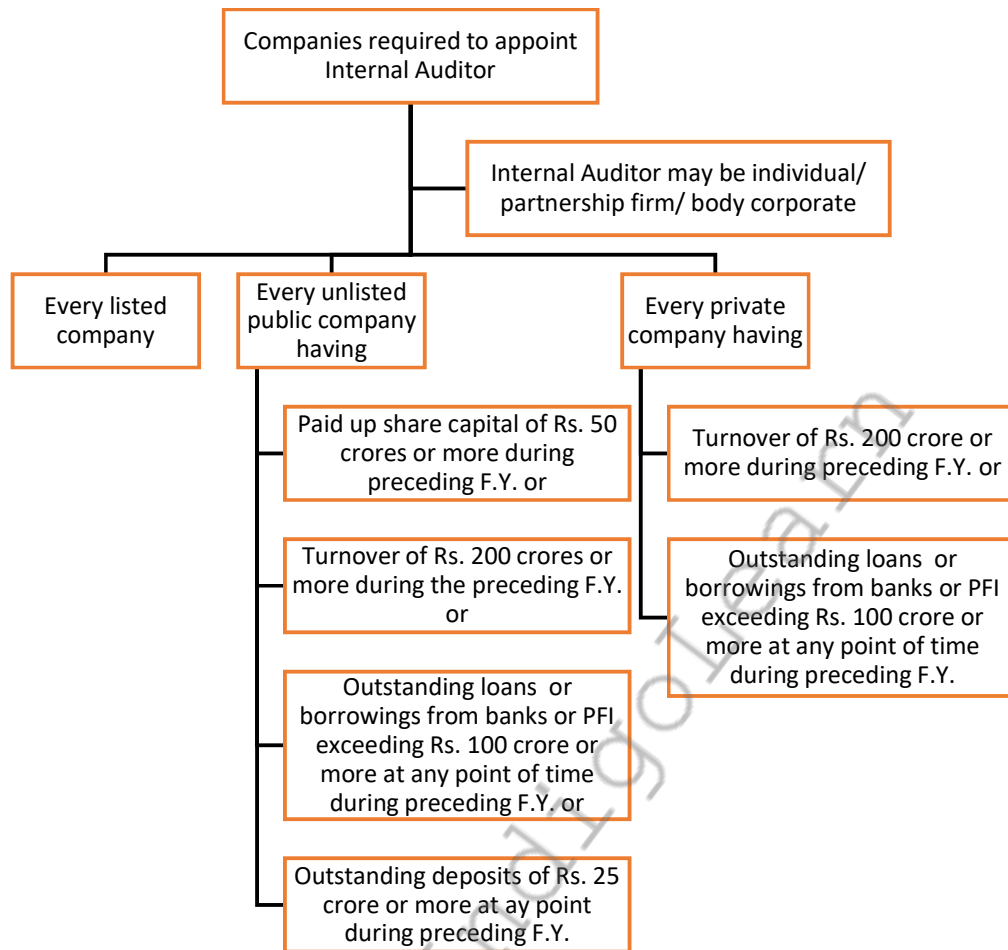 Companies required to appoint
Internal Auditor
Internal Auditor may be individual/
partnership firm/ body corporate
Every listed
company
Every unlisted
public company
having
Paid up share capital of Rs. 50
crores or more during
preceding F.Y. or
Turnover of Rs. 200 crores or
more during the preceding F.Y.
or
Outstanding loans or
borrowings from banks or PFI
exceeding Rs. 100 crore or
more at any point of time
during preceding F.Y. or
Outstanding deposits of Rs. 25
crore or more at ay point
during preceding F.Y.
Every private
company having
Turnover of Rs. 200 crore or
more during preceding F.Y. or
Outstanding loans or
borrowings from banks or PFI
exceeding Rs. 100 crore or
more at any point of time
during preceding F.Y.
indigolearn